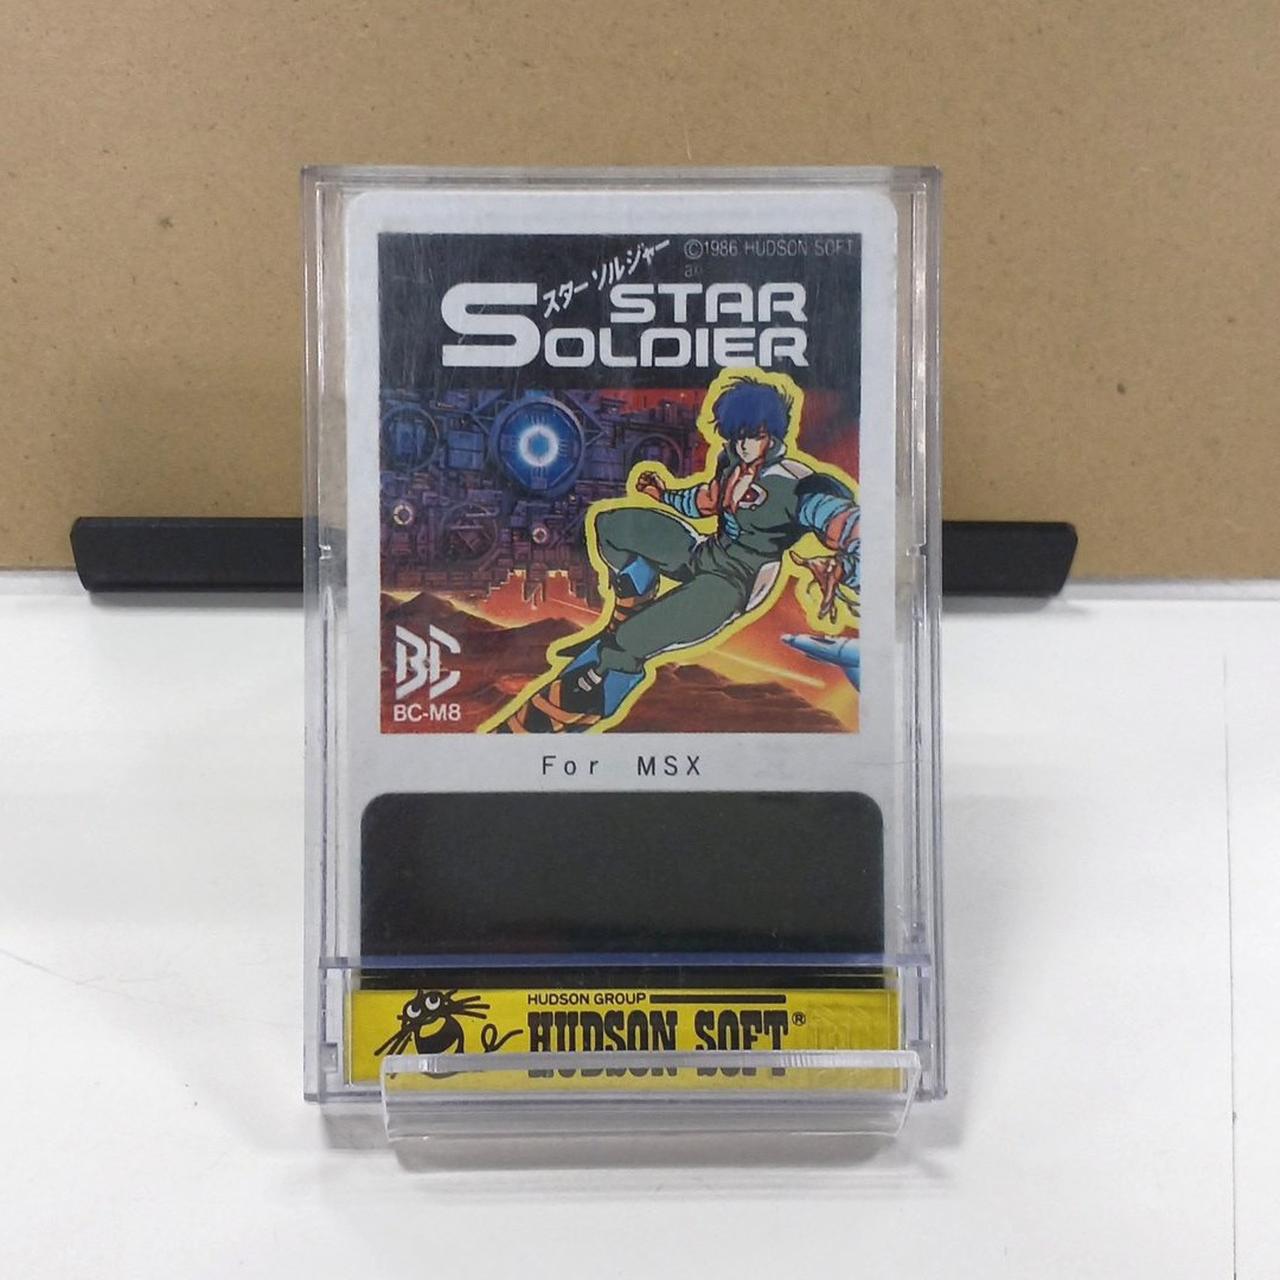 ©1986 HUDSON SOFT
スターソルジャー
STAR
SOLDIER
BC
BC-M8
For MSX
HUDSON GROUP
HUDSON SOFT®